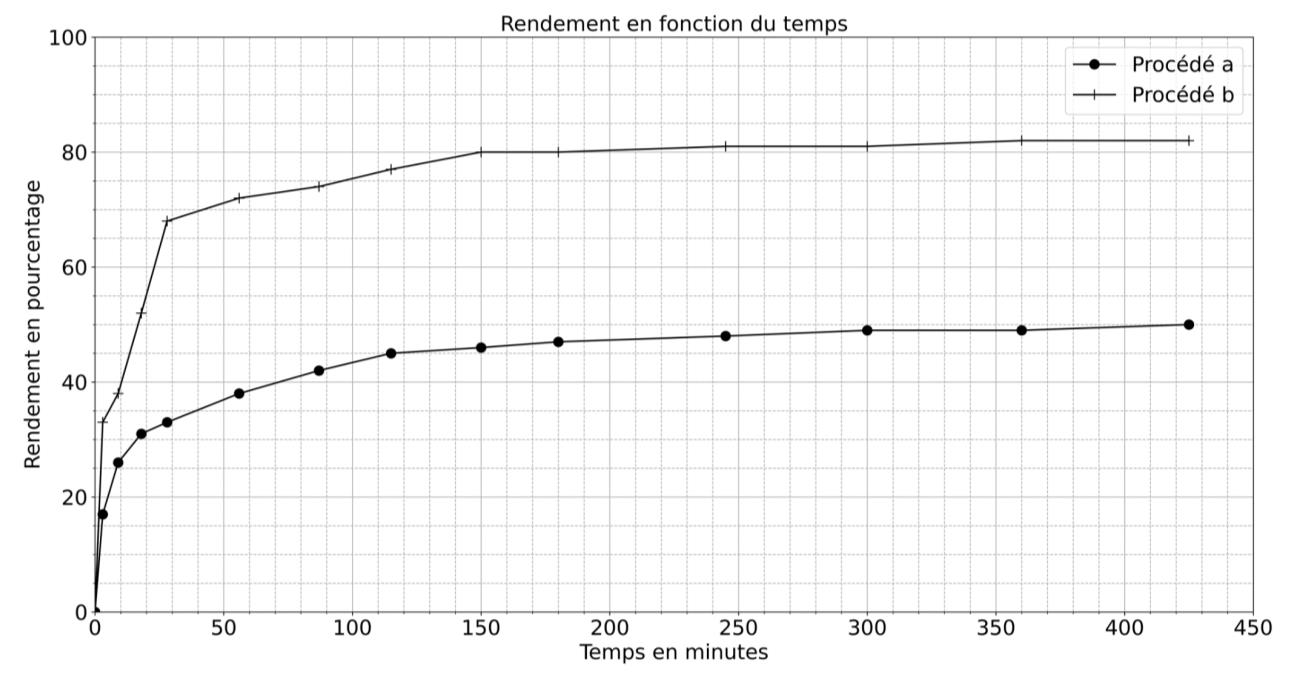 Rendement en fonction du temps
100
80
60
40
20
0
Rendement en pourcentage
Procédé a
Procédé b
0 50 100 150 200 250 300 350 400 450
Temps en minutes